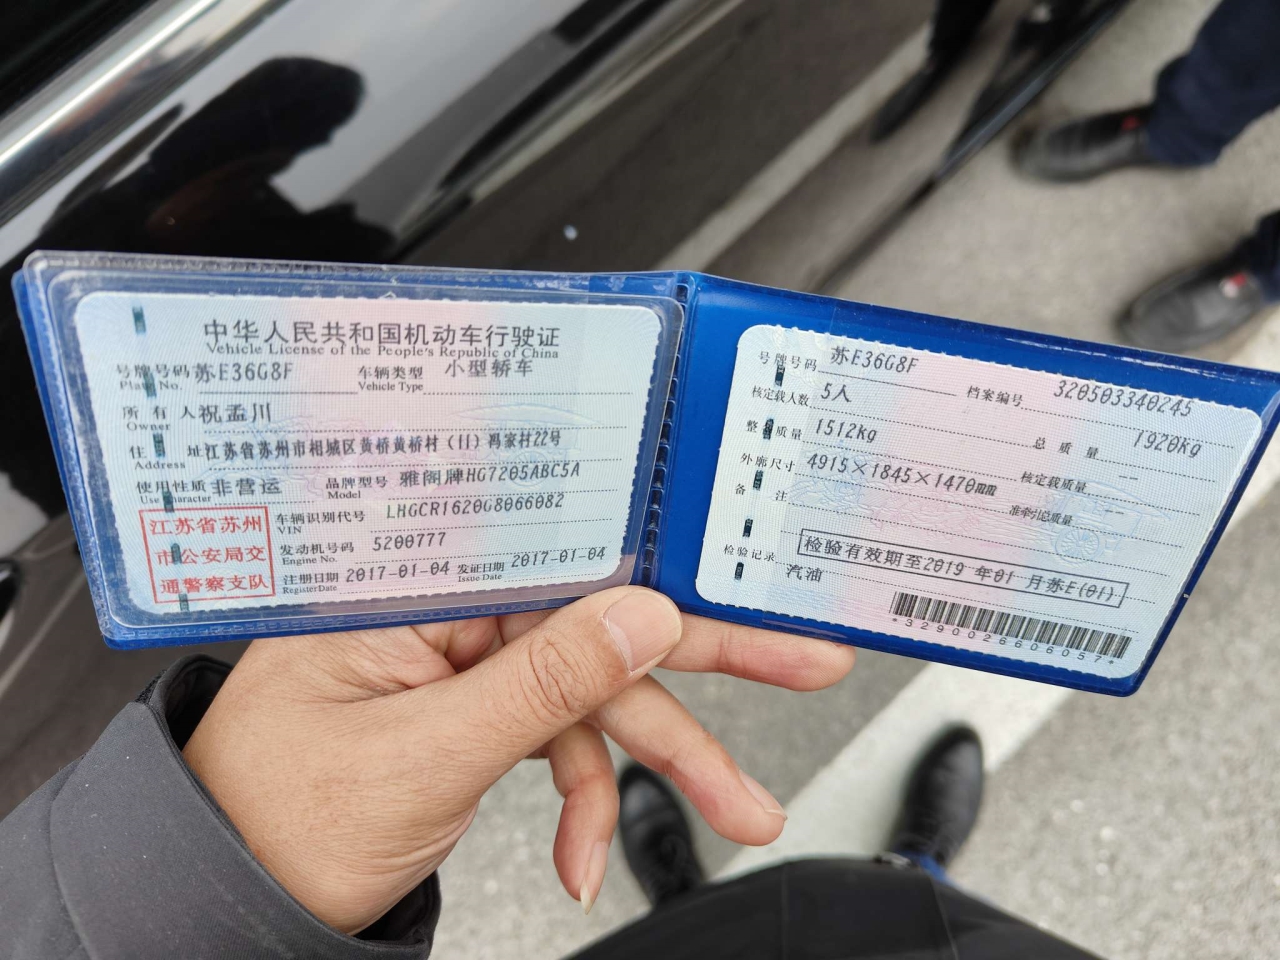 中华人民共和国机动车行驶证
Vehicle License of the People's Republic of China
号牌号码 苏E36G8F 车辆类型 小型轿车
Plate No. Vehicle Type
所有人 祝孟川
Owner
住址 江苏省苏州市相城区黄桥黄桥村(11)冯家村22号
Address
使用性质 非营运 品牌型号 雅阁牌HG7205ABC5A
Use Character Model
江苏省苏州
市公安局交
通警察支队
车辆识别代号 LHGCR1620G8066082
VIN
发动机号码 5200777
Engine No.
注册日期 2017-01-04 发证日期 2017-01-04
Register Date Issue Date
号牌号码 苏E36G8F 档案编号 320503340245
核定载人数 5人 总质量 1920kg
整备质量 1512kg 核定载质量 --
外廓尺寸 4915×1845×1470mm 准牵引总质量 --
备注
检验有效期至2019年01月苏E(01)
检验记录 汽油
*3290026606057*